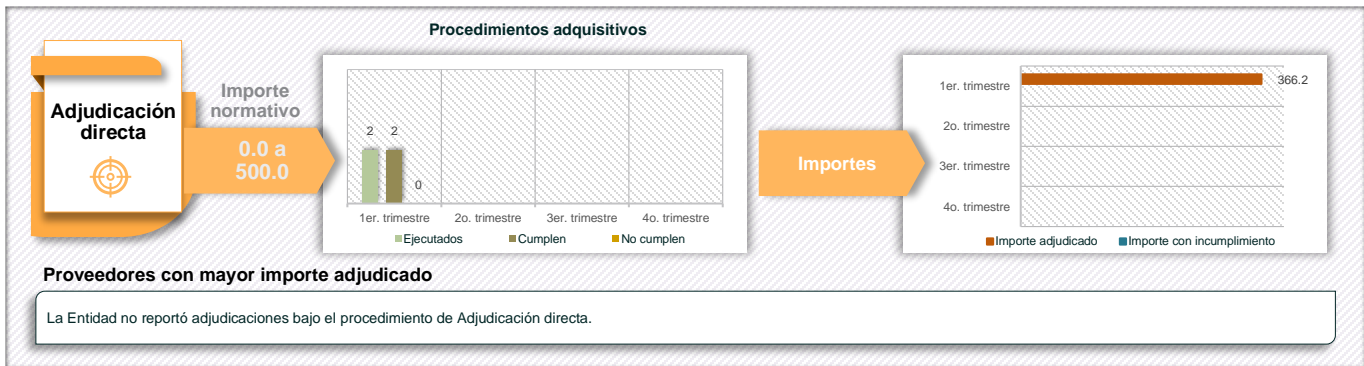 Procedimientos adquisitivos
Adjudicación
directa
Importe
normativo
0.0 a
500.0
2 2
0
1er. trimestre 2o. trimestre 3er. trimestre 4o. trimestre
Ejecutados Cumplen No cumplen
Importes
1er. trimestre 366.2
2o. trimestre
3er. trimestre
4o. trimestre
Importe adjudicado Importe con incumplimiento
Proveedores con mayor importe adjudicado
La Entidad no reportó adjudicaciones bajo el procedimiento de Adjudicación directa.